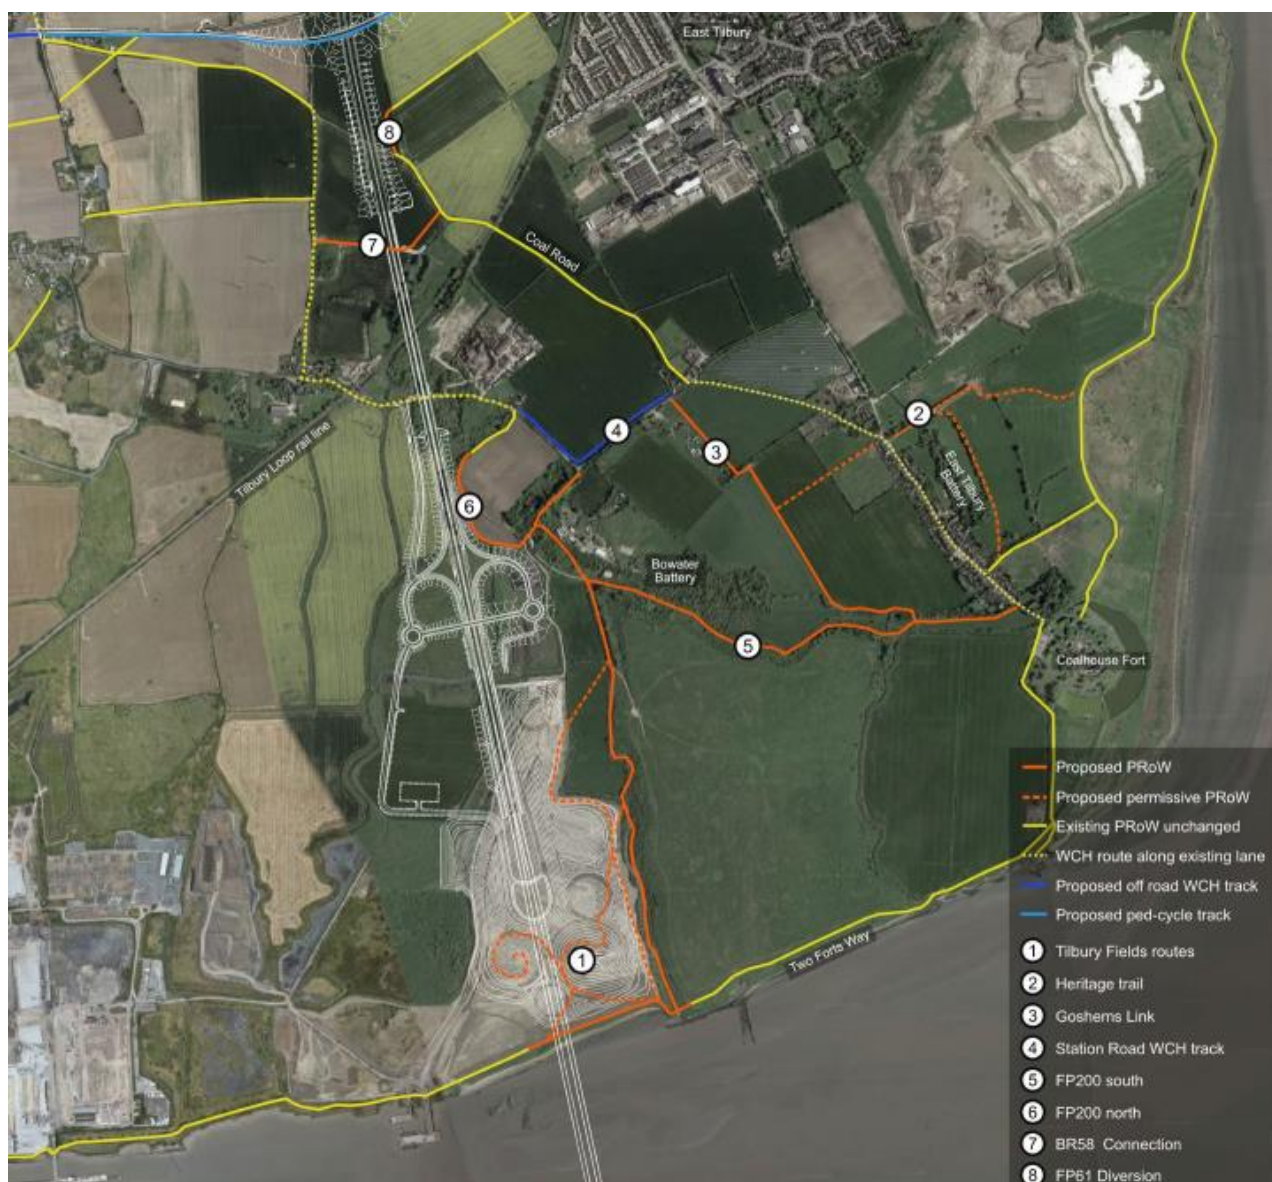 East Tilbury
8
Coal Road
7
2
4
3
East Tilbury
Battery
Tilbury Loop rail line
6
Bowater
Battery
5
Coalhouse Fort
1
Two Forts Way
Proposed PRoW
Proposed permissive PRoW
Existing PRoW unchanged
WCH route along existing lane
Proposed off road WCH track
Proposed ped-cycle track
1 Tilbury Fields routes
2 Heritage trail
3 Goshems Link
4 Station Road WCH track
5 FP200 south
6 FP200 north
7 BR58 Connection
8 FP61 Diversion